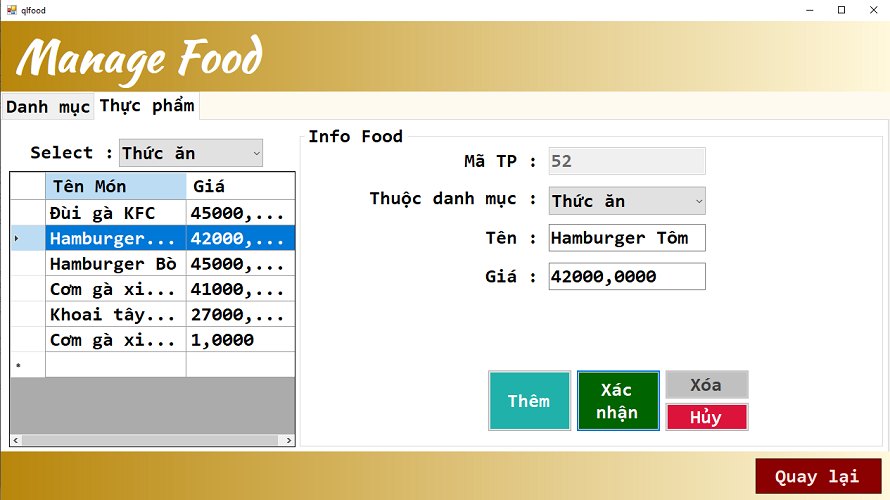 qlfood
Manage Food
Danh mục Thực phẩm
Select : Thức ăn
Tên Món Giá
Đùi gà KFC 45000,...
Hamburger... 42000,...
Hamburger Bò 45000,...
Cơm gà xi... 41000,...
Khoai tây... 27000,...
Cơm gà xi... 1,0000
Info Food
Mã TP : 52
Thuộc danh mục : Thức ăn
Tên : Hamburger Tôm
Giá : 42000,0000
Thêm
Xác
nhận
Xóa
Hủy
Quay lại